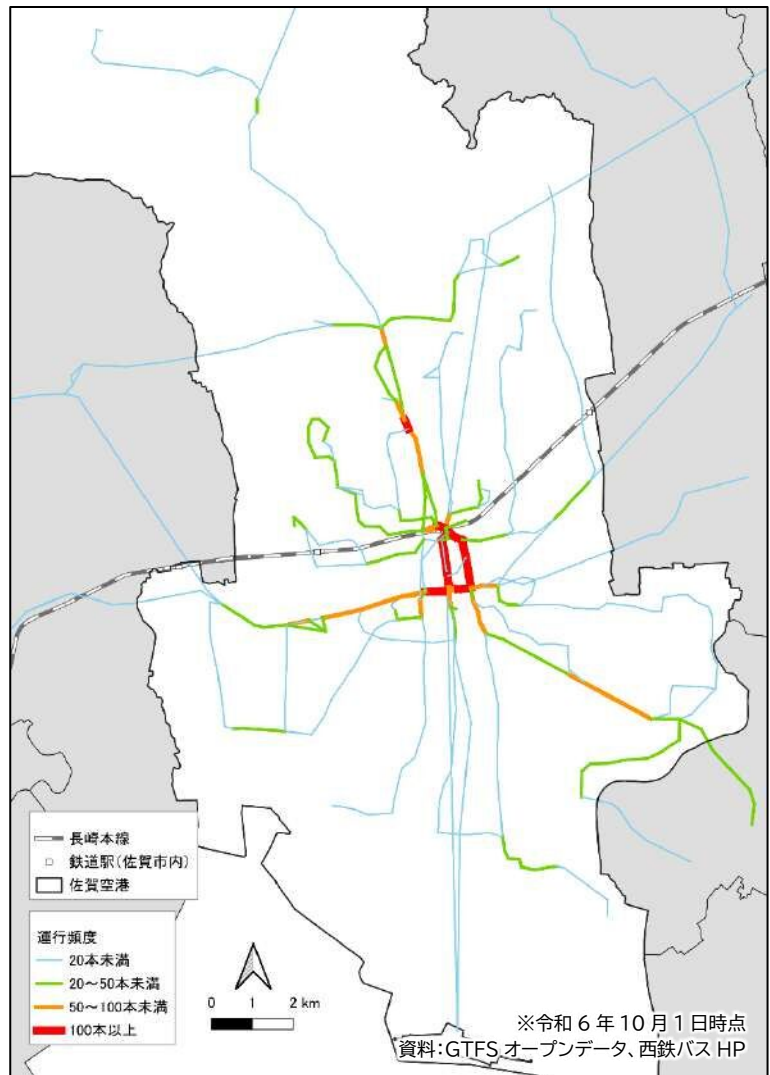 長崎本線
鉄道駅(佐賀市内)
佐賀空港
運行頻度
20本未満
20～50本未満
50～100本未満
100本以上
0 1 2 km
※令和6年10月1日時点
資料:GTFS オープンデータ、西鉄バス HP